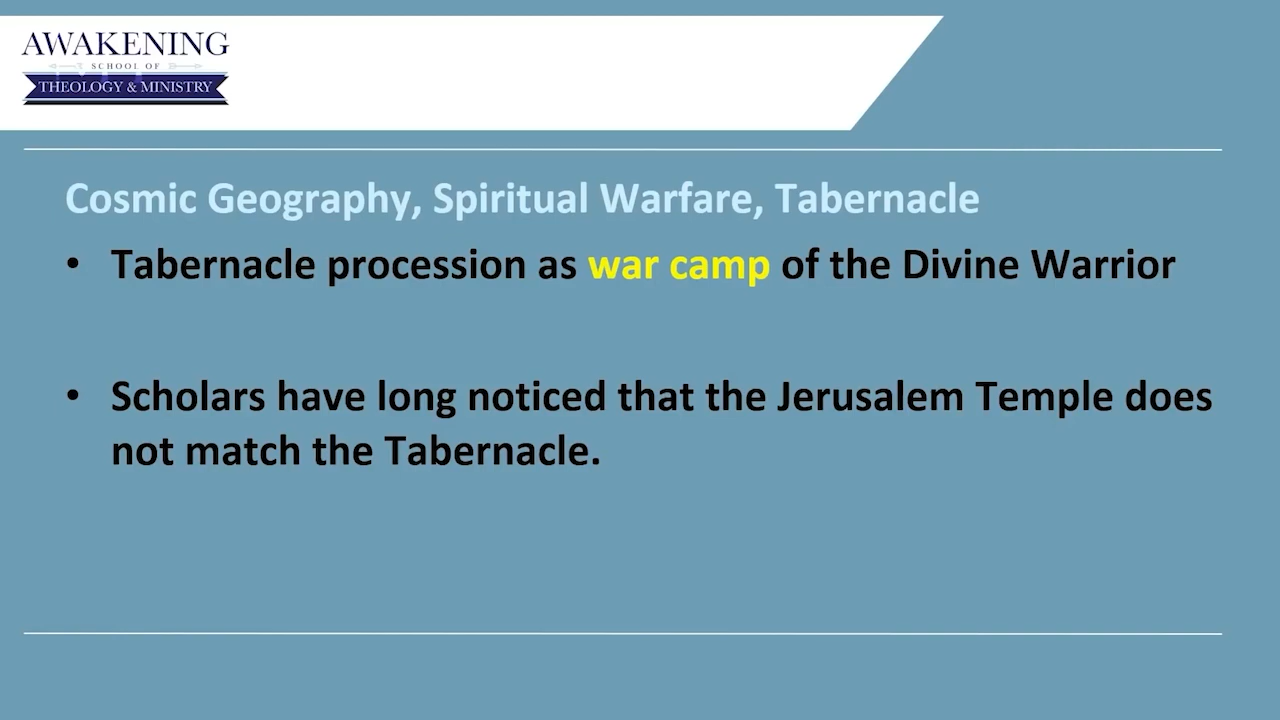 AWAKENING
SCHOOL OF
THEOLOGY & MINISTRY
Cosmic Geography, Spiritual Warfare, Tabernacle
• Tabernacle procession as war camp of the Divine Warrior
• Scholars have long noticed that the Jerusalem Temple does
not match the Tabernacle.